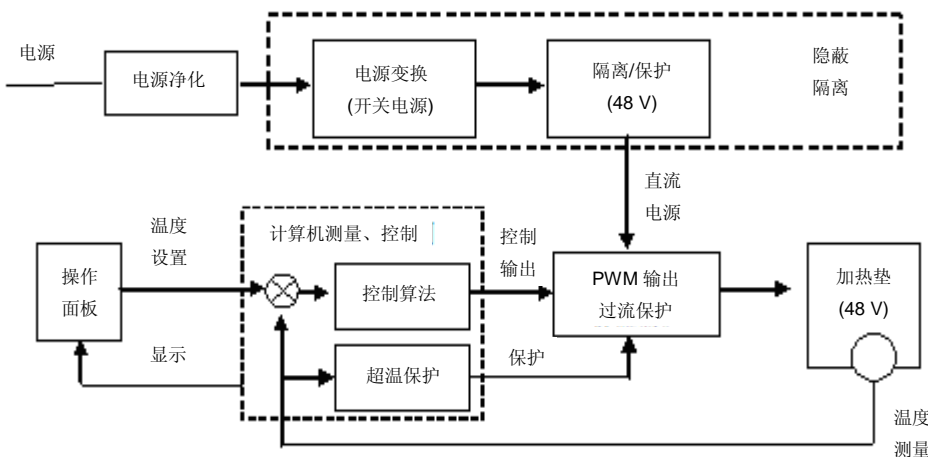 电源
电源净化
电源变换
(开关电源)
隔离/保护
(48 V)
隐蔽
隔离
直流
电源
温度
设置
计算机测量、控制
控制
输出
操作
面板
控制算法
PWM 输出
过流保护
加热垫
(48 V)
显示
超温保护
保护
温度
测量